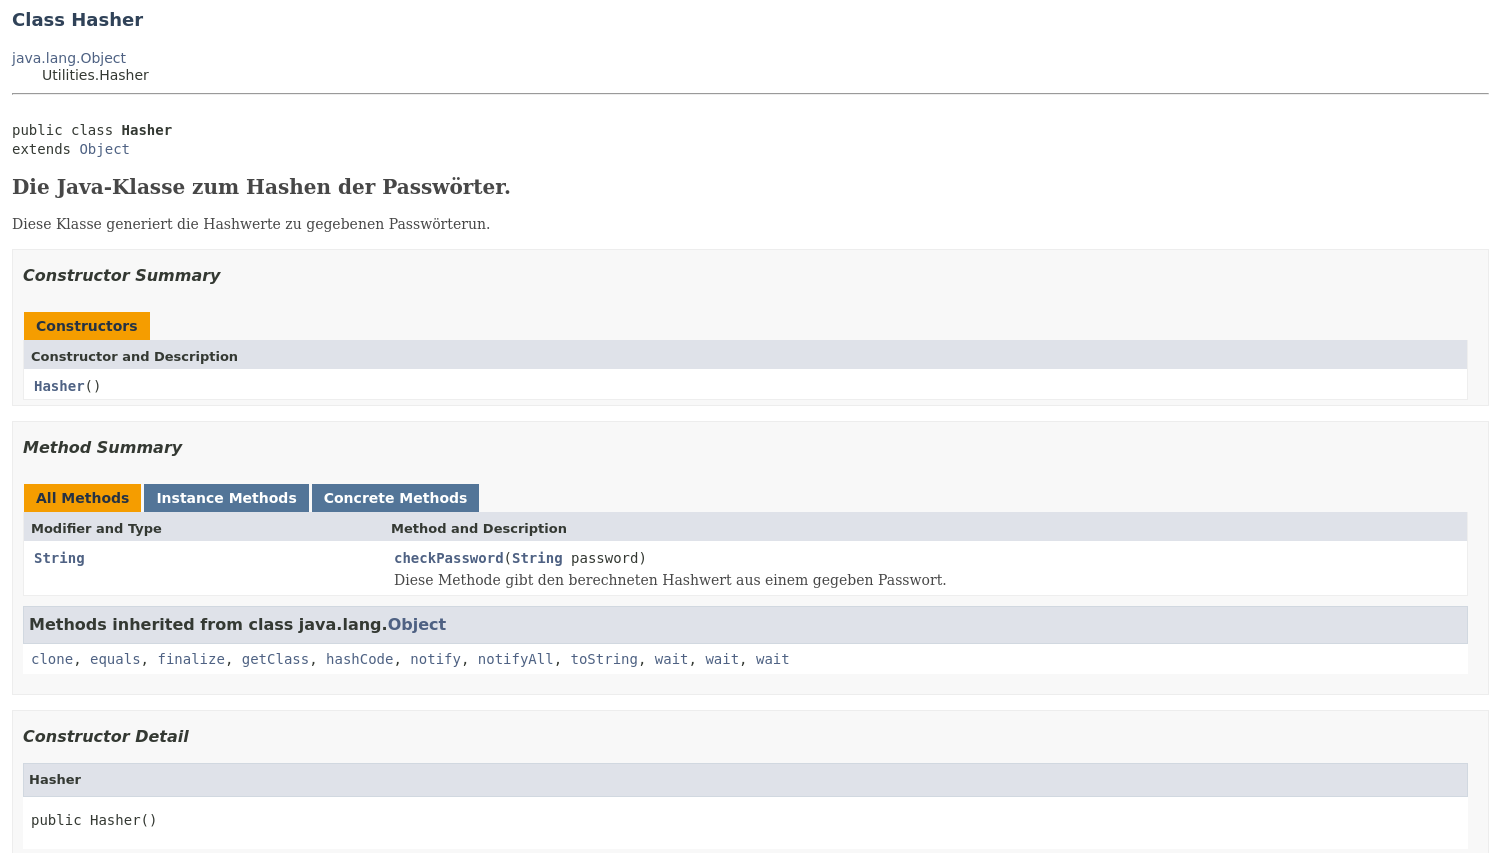 Class Hasher
java.lang.Object
Utilities.Hasher
public class Hasher
extends Object
Die Java-Klasse zum Hashen der Passwörter.
Diese Klasse generiert die Hashwerte zu gegebenen Passwörterun.
Constructor Summary
Constructors
Constructor and Description
Hasher()
Method Summary
All Methods Instance Methods Concrete Methods
Modifier and Type Method and Description
String checkPassword(String password)
Diese Methode gibt den berechneten Hashwert aus einem gegeben Passwort.
Methods inherited from class java.lang.Object
clone, equals, finalize, getClass, hashCode, notify, notifyAll, toString, wait, wait, wait
Constructor Detail
Hasher
public Hasher()